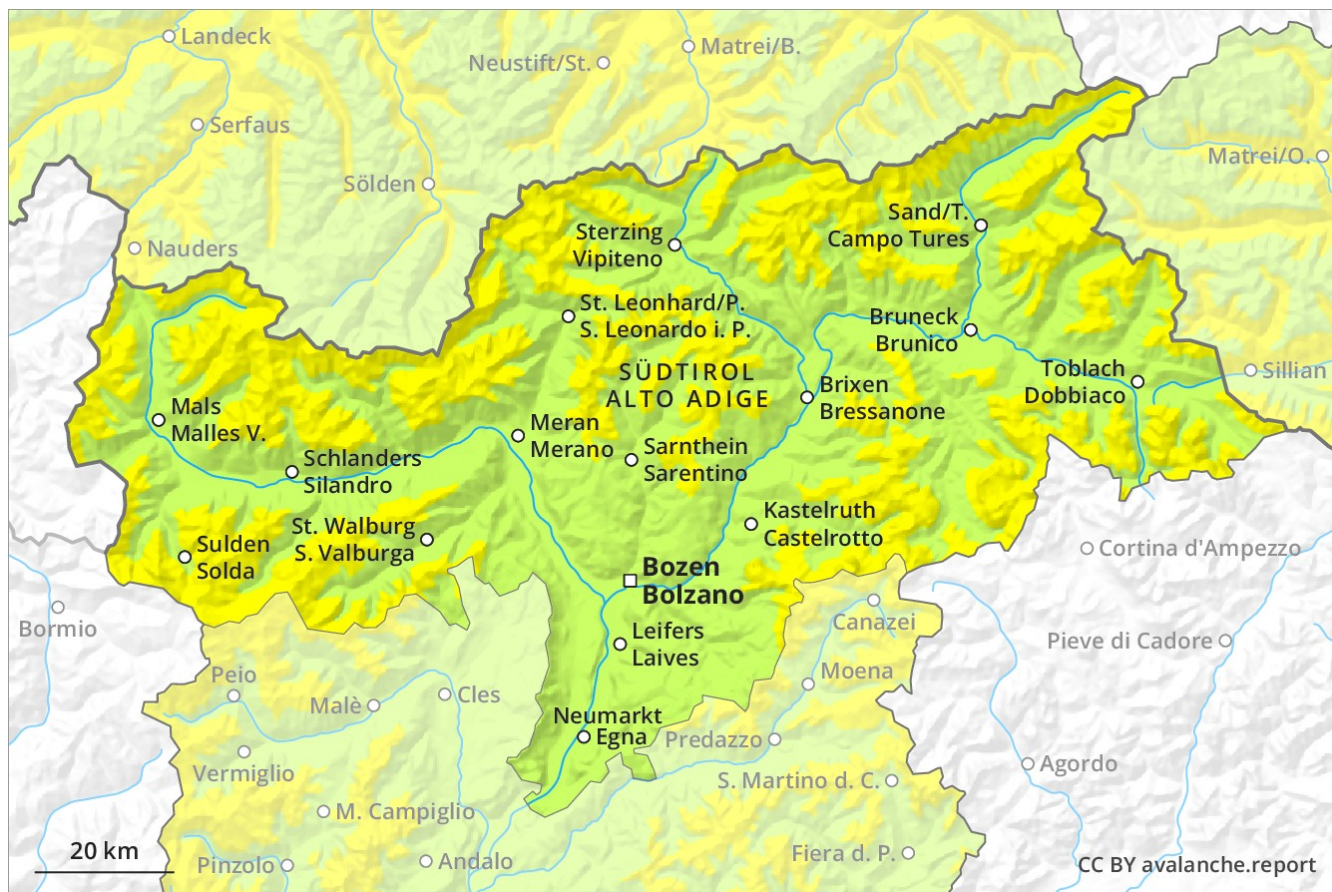 Landeck
Neustift/St.
Matrei/B.
Serfaus
Sölden
Matrei/O.
Nauders
Sand/T.
Campo Tures
Sterzing
Vipiteno
St. Leonhard/P.
S. Leonardo i. P.
Bruneck
Brunico
SÜDTIROL
ALTO ADIGE
Toblach
Dobbiaco
Sillian
Brixen
Bressanone
Mals
Malles V.
Meran
Merano
Sarnthein
Sarentino
Schlanders
Silandro
Kastelruth
Castelrotto
St. Walburg
S. Valburga
Sulden
Solda
Cortina d'Ampezzo
Bozen
Bolzano
Bormio
Canazei
Leifers
Laives
Pieve di Cadore
Peio
Moena
Malè
Cles
Neumarkt
Egna
Predazzo
Vermiglio
Agordo
S. Martino d. C.
M. Campiglio
20 km
Pinzolo
Andalo
Fiera d. P.
CC BY avalanche.report